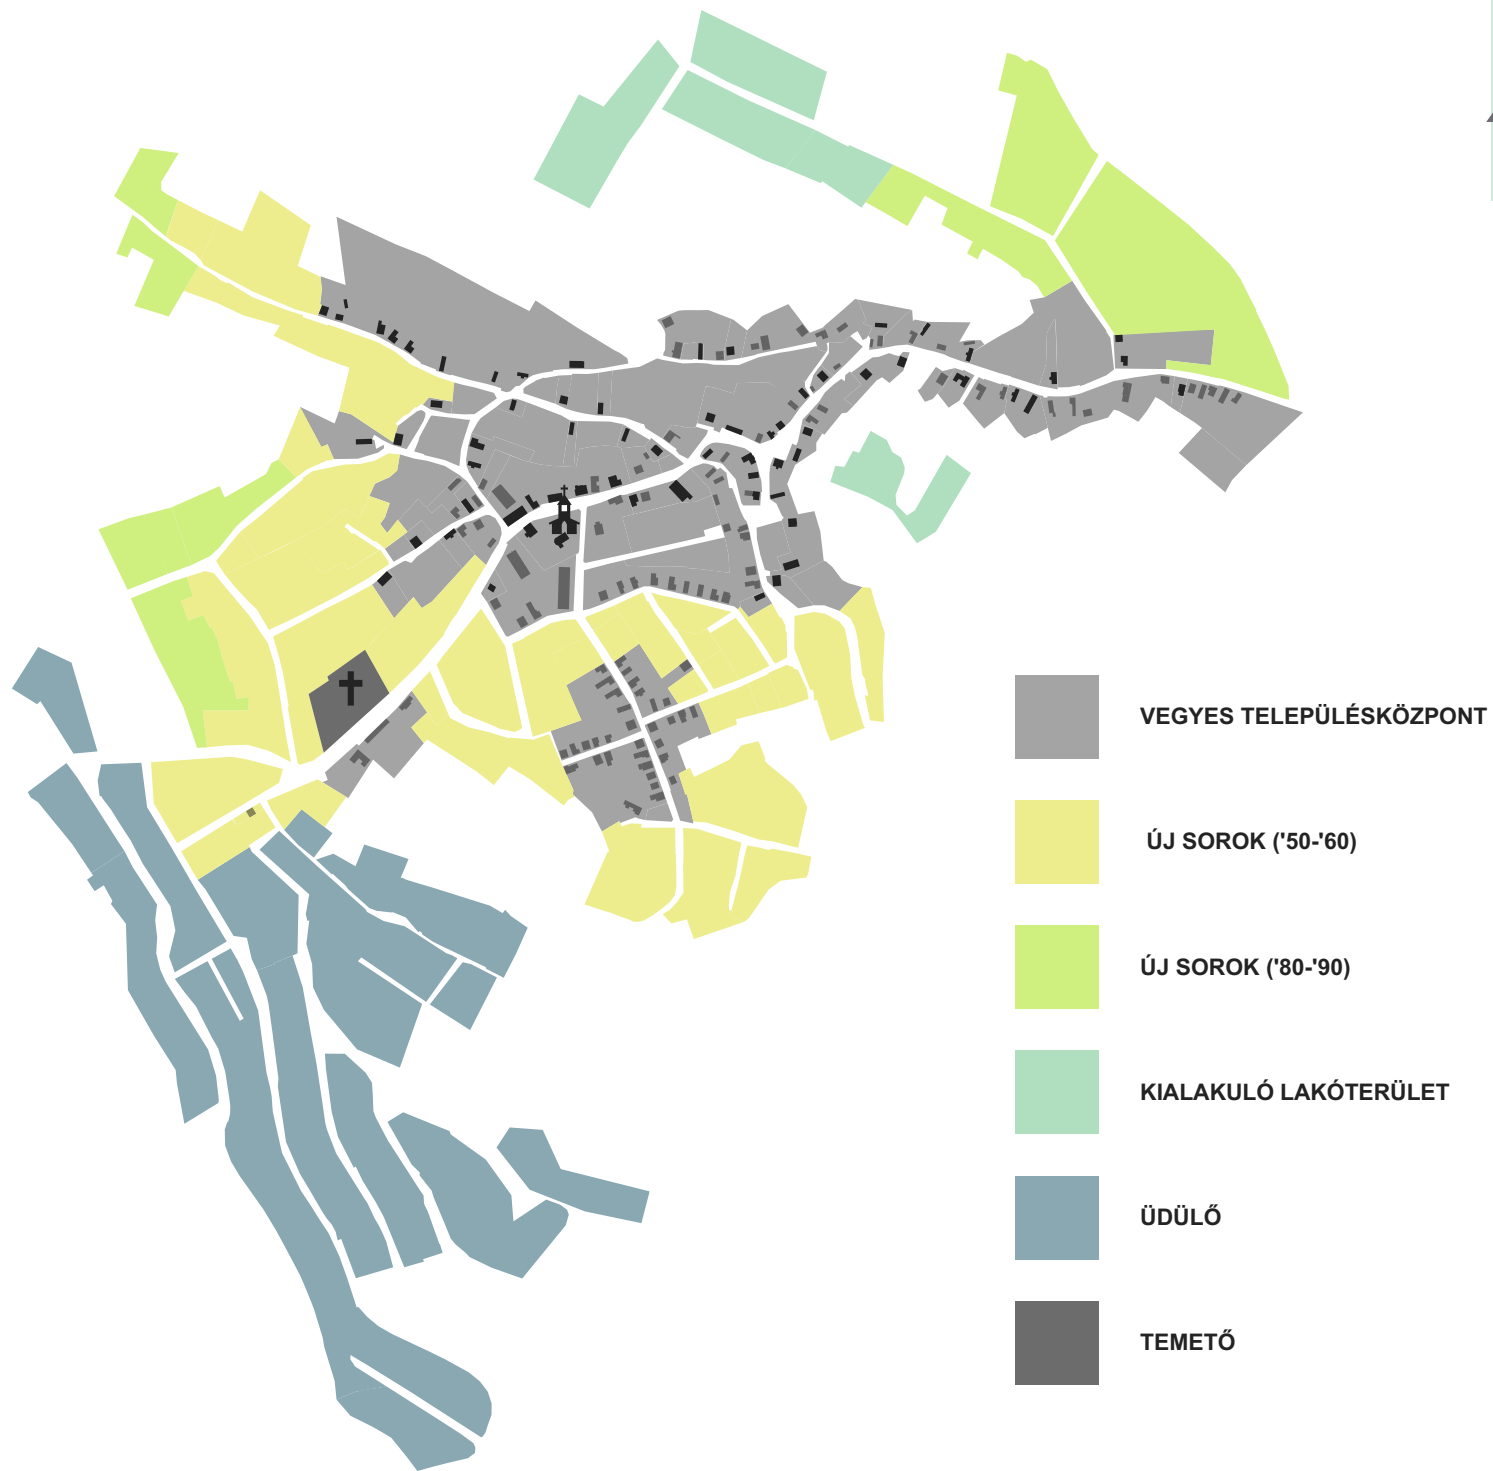 VEGYES TELEPÜLÉSKÖZPONT
ÚJ SOROK ('50-'60)
ÚJ SOROK ('80-'90)
KIALAKULÓ LAKÓTERÜLET
ÜDÜLŐ
TEMETŐ